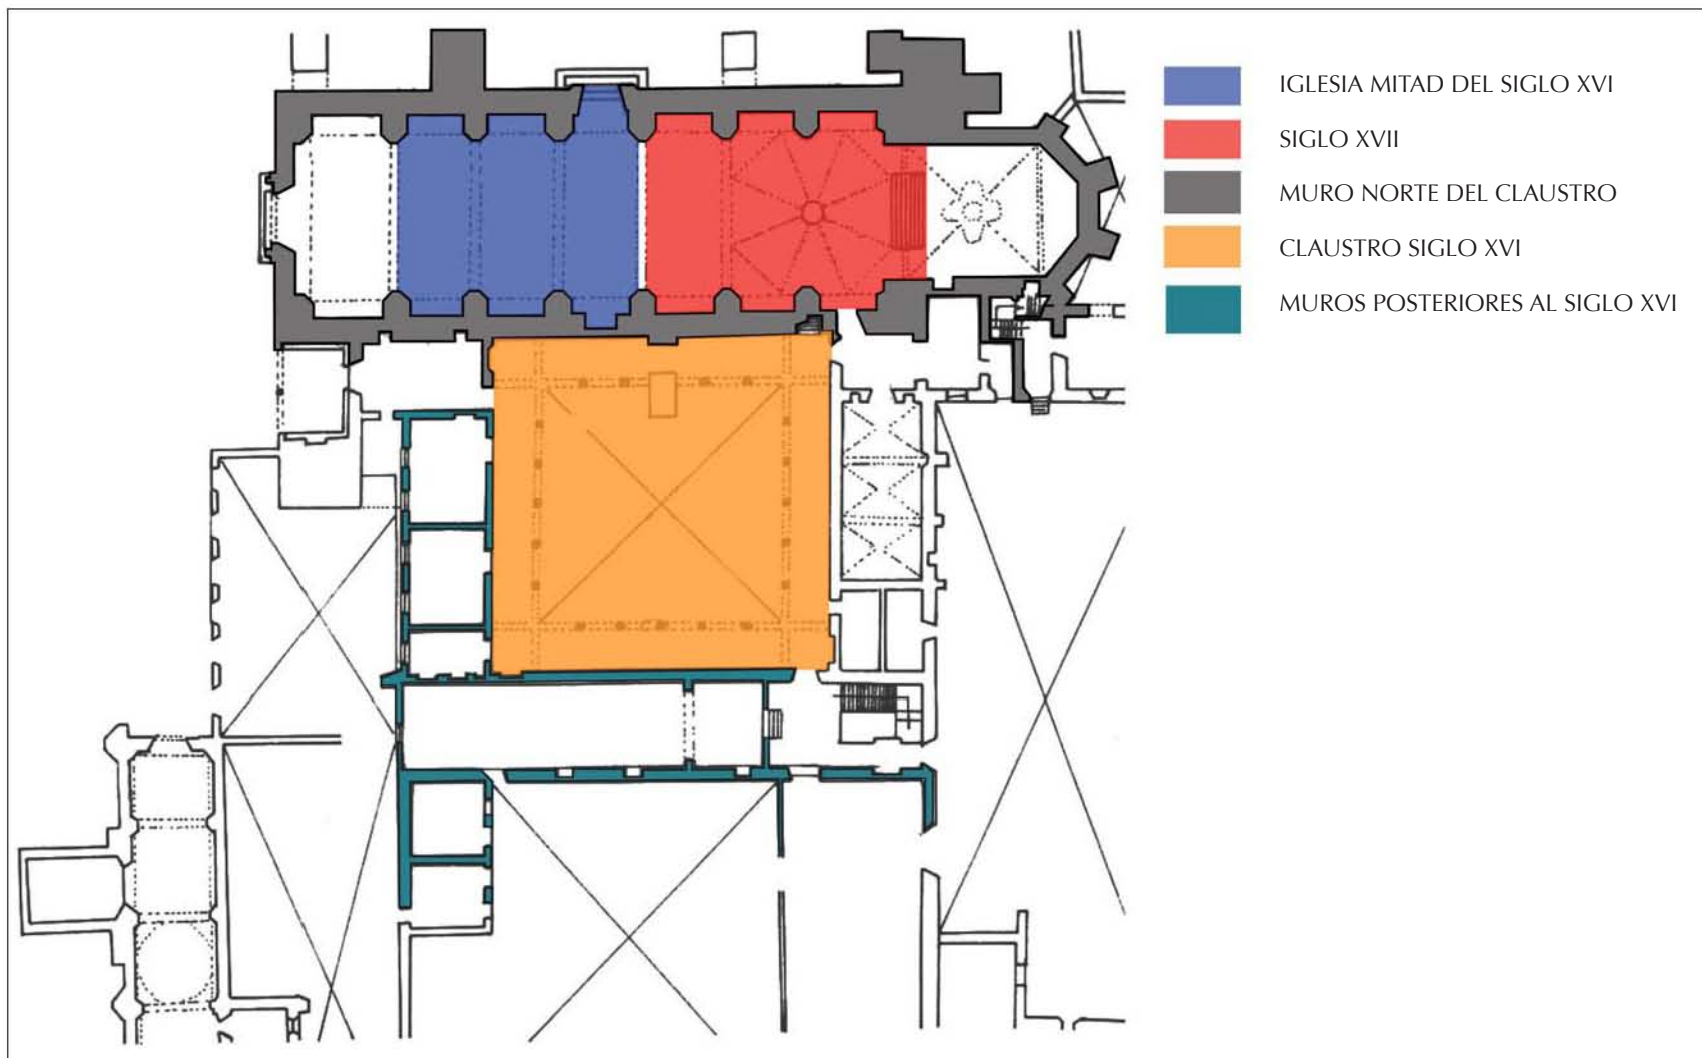 IGLESIA MITAD DEL SIGLO XVI
SIGLO XVII
MURO NORTE DEL CLAUSTRO
CLAUSTRO SIGLO XVI
MUROS POSTERIORES AL SIGLO XVI